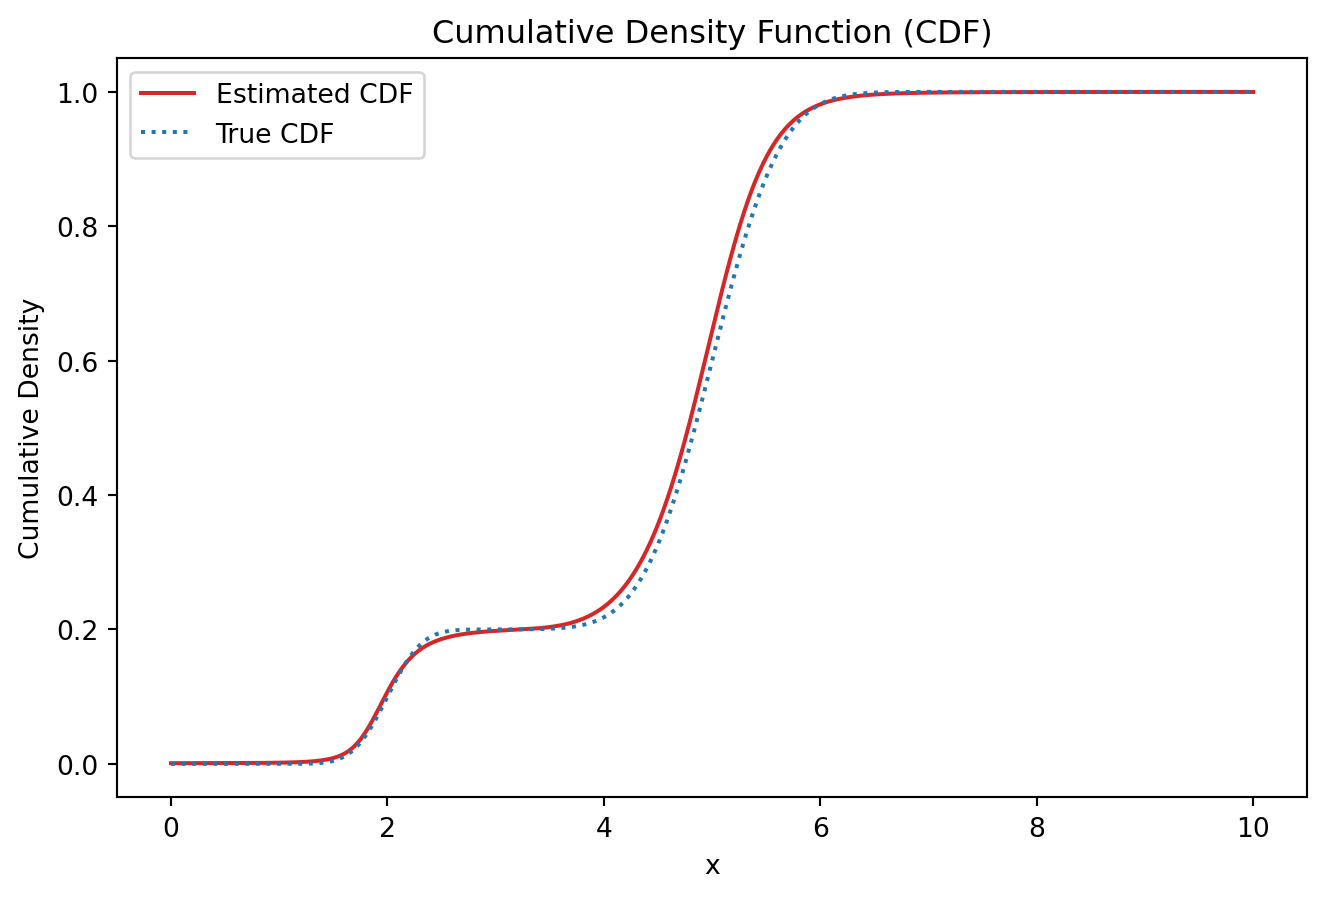 Cumulative Density Function (CDF)
Estimated CDF
True CDF
1.0
0.8
0.6
0.4
0.2
0.0
Cumulative Density
0 2 4 6 8 10
x